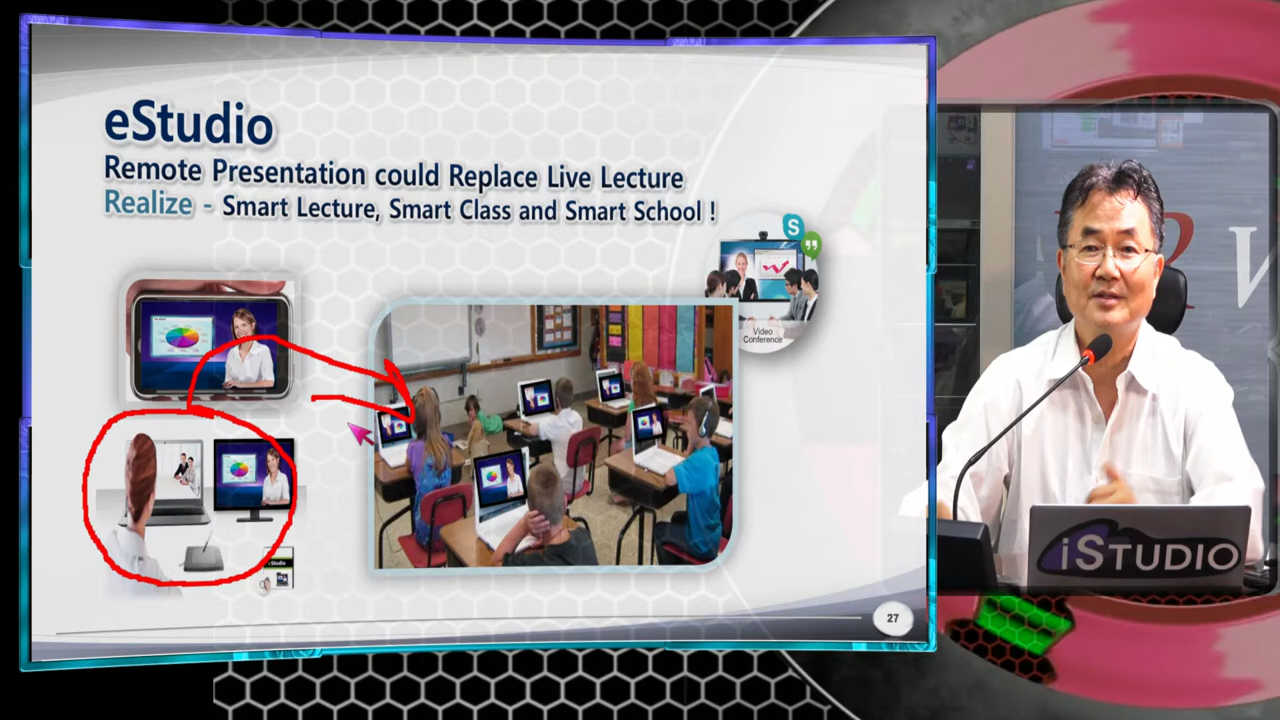 eStudio
Remote Presentation could Replace Live Lecture
Realize - Smart Lecture, Smart Class and Smart School !
S
Video
Conference
eStudio
27
W
iSTUDIO